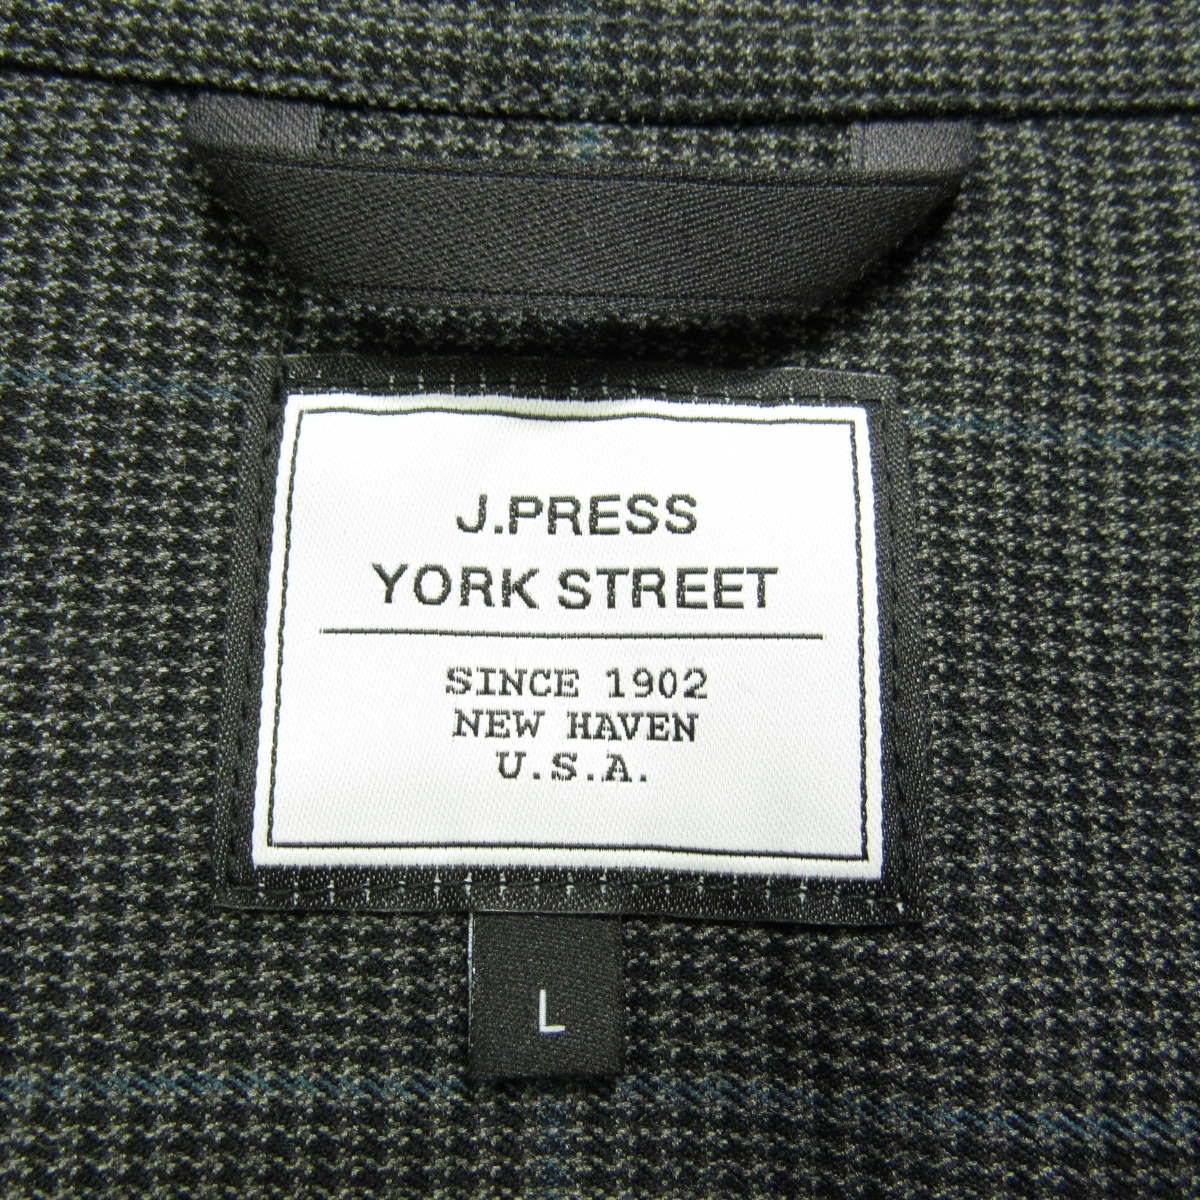 J.PRESS
YORK STREET
SINCE 1902
NEW HAVEN
U.S.A.
L